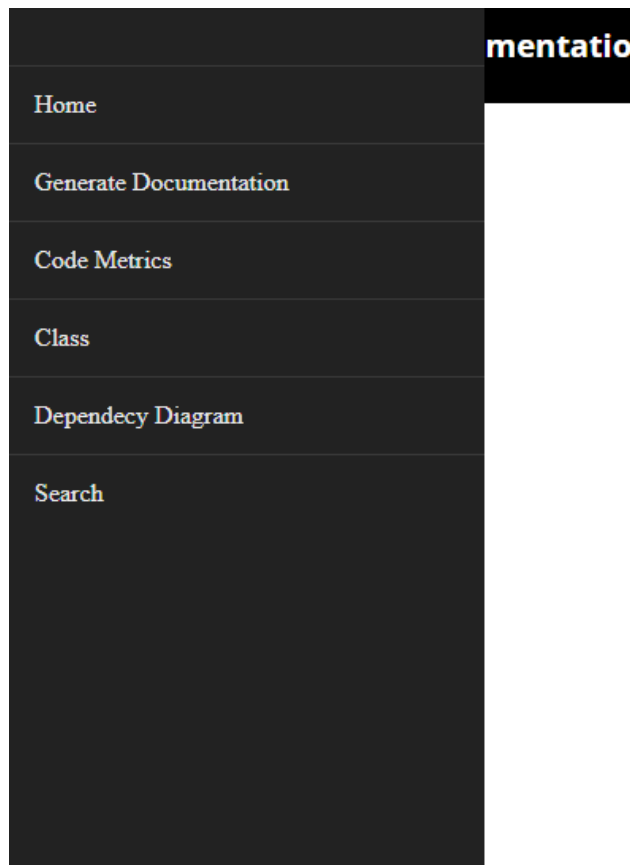 mentatio
Home
Generate Documentation
Code Metrics
Class
Dependecy Diagram
Search